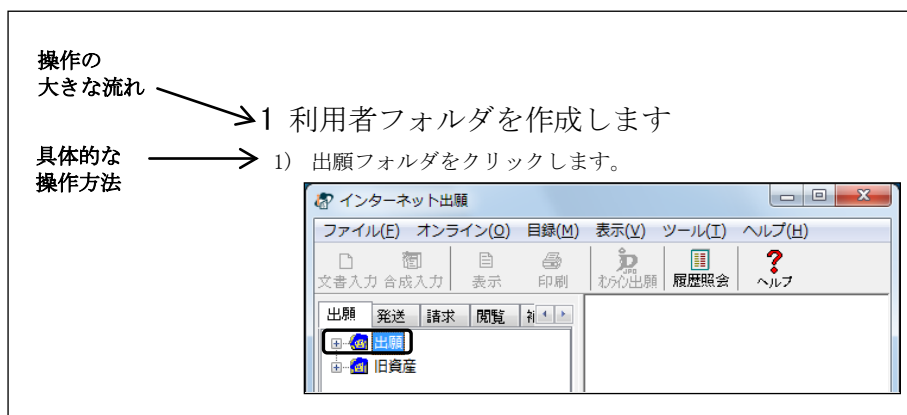 操作の
大きな流れ
1 利用者フォルダを作成します
具体的な
操作方法
1) 出願フォルダをクリックします。
インターネット出願
ファイル(F) オンライン(O) 目録(M) 表示(V) ツール(T) ヘルプ(H)
文書入力 合成入力 表示 印刷 むらくむ出願 履歴照会 ヘルプ
出願 発送 請求 閲覧
出願
旧資産